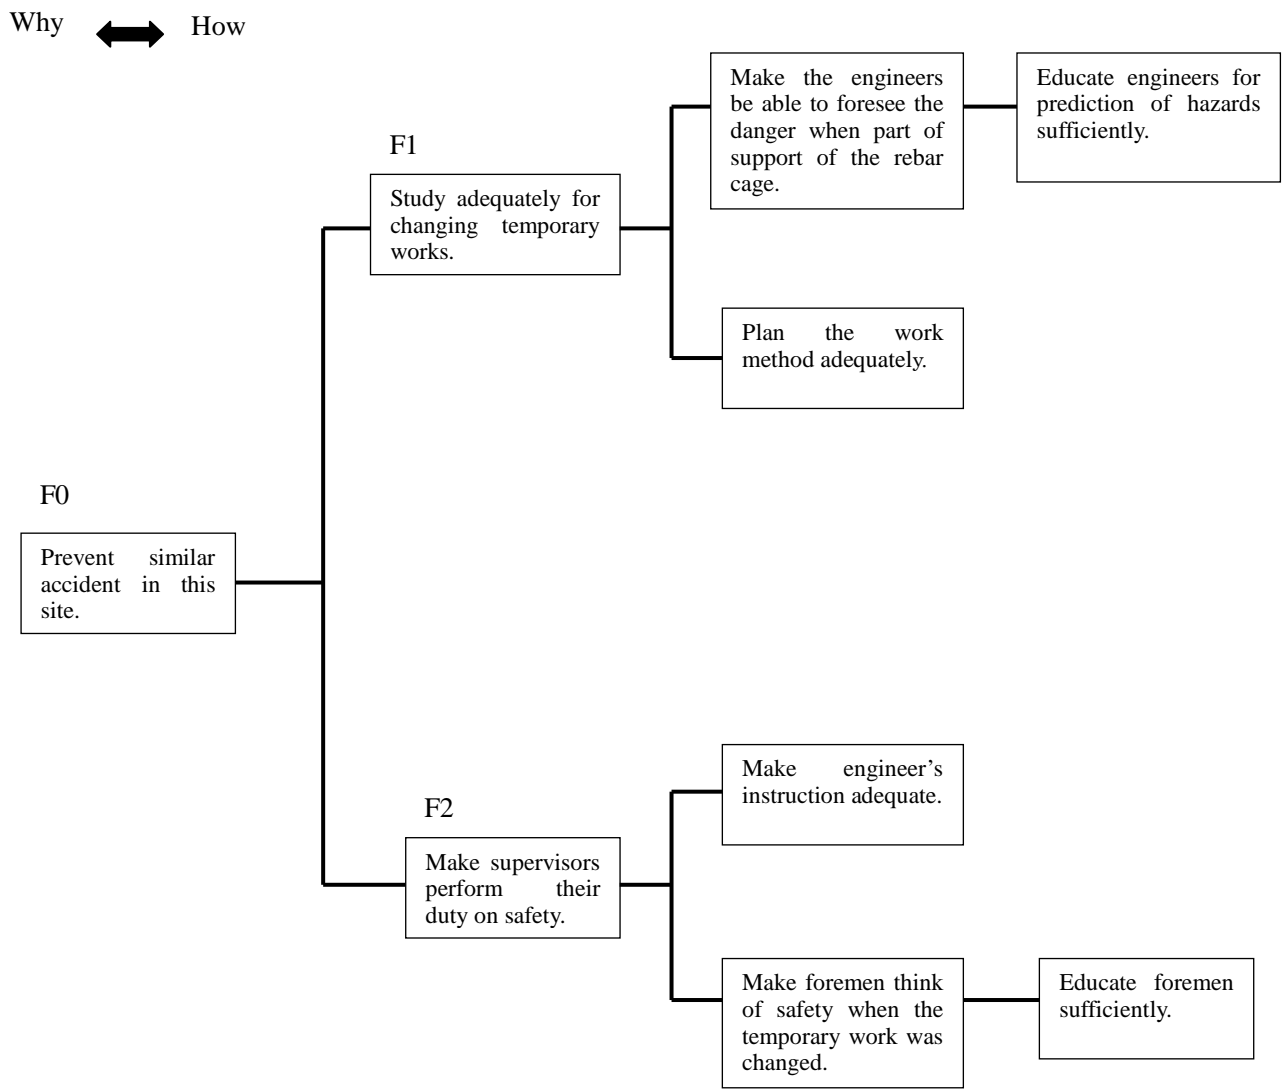 Why How
Make the engineers
be able to foresee the
danger when part of
support of the rebar
cage.
Educate engineers for
prediction of hazards
sufficiently.
F1
Study adequately for
changing temporary
works.
Plan the work
method adequately.
F0
Prevent similar
accident in this
site.
Make engineer’s
instruction adequate.
F2
Make supervisors
perform their
duty on safety.
Make foremen think
of safety when the
temporary work was
changed.
Educate foremen
sufficiently.